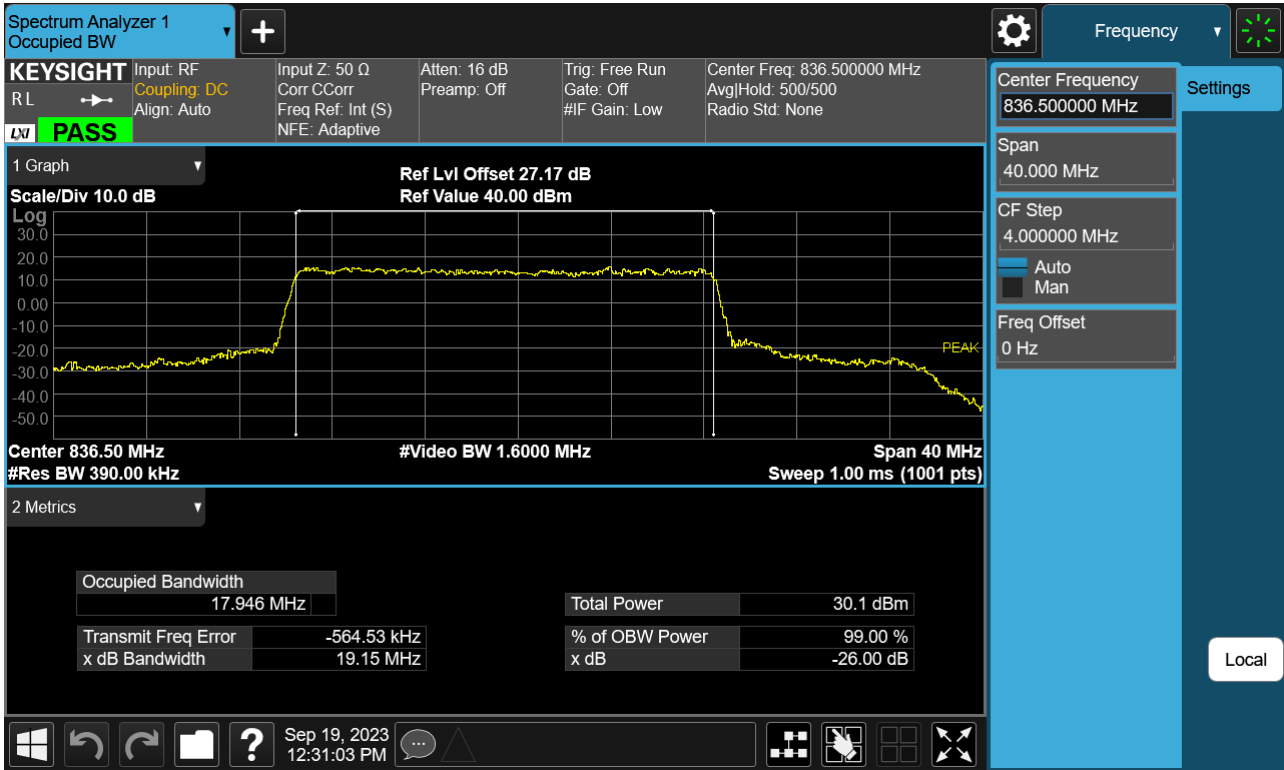 Spectrum Analyzer 1
Occupied BW
+
Frequency
KEYSIGHT
R L
LXI PASS
Input: RF
Coupling: DC
Align: Auto
Input Z: 50 Ω
Corr CCorr
Freq Ref: Int (S)
NFE: Adaptive
Atten: 16 dB
Preamp: Off
Trig: Free Run
Gate: Off
#IF Gain: Low
Center Freq: 836.500000 MHz
Avg|Hold: 500/500
Radio Std: None
Center Frequency
836.500000 MHz
Settings
Span
40.000 MHz
CF Step
4.000000 MHz
Auto
Man
Freq Offset
0 Hz
Local
1 Graph
Scale/Div 10.0 dB
Ref Lvl Offset 27.17 dB
Ref Value 40.00 dBm
Log
30.0
20.0
10.0
0.00
-10.0
-20.0
-30.0
-40.0
-50.0
PEAK
Center 836.50 MHz
#Video BW 1.6000 MHz
Span 40 MHz
#Res BW 390.00 kHz
Sweep 1.00 ms (1001 pts)
2 Metrics
Occupied Bandwidth
17.946 MHz
Total Power 30.1 dBm
Transmit Freq Error -564.53 kHz
% of OBW Power 99.00 %
x dB Bandwidth 19.15 MHz
x dB -26.00 dB
?
Sep 19, 2023
12:31:03 PM